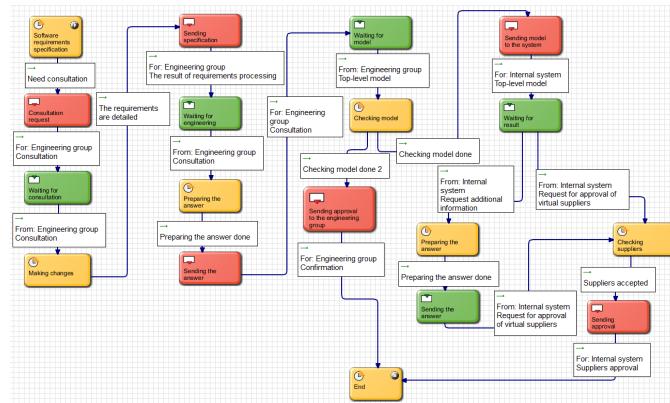 Software
requirements
specification
Need consultation
Consultation
request
For: Engineering group
Consultation
Waiting for
consultation
From: Engineering group
Consultation
Making changes
The requirements
are detailed
Sending
specification
For: Engineering group
The result of requirements processing
Waiting for
engineering
From: Engineering group
Consultation
Preparing
the answer
Preparing the answer done
Sending the
answer
For: Engineering
group
Consultation
Waiting for
model
From: Engineering group
Top-level model
Checking model
Checking model done
Checking model done 2
Sending approval
to the engineering
group
For: Engineering group
Confirmation
Sending model
to the system
For: Internal system
Top-level model
Waiting for
result
From: Internal
system
Request additional
information
From: Internal system
Request for approval of
virtual suppliers
Preparing
the answer
Preparing the answer done
Sending the
answer
From: Internal system
Request for approval
of virtual suppliers
Checking
suppliers
Suppliers accepted
Sending
approval
For: Internal system
Suppliers approval
End